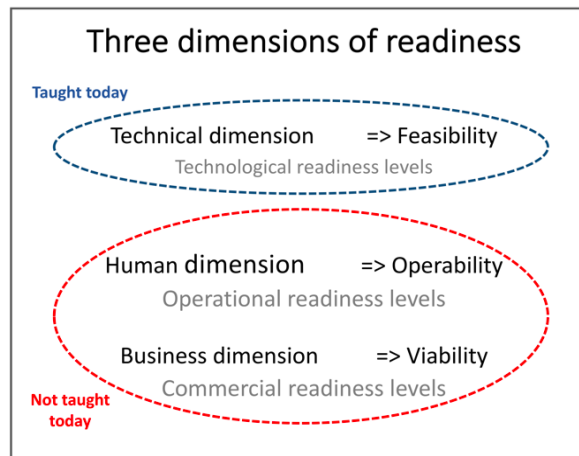 Three dimensions of readiness
Taught today
Technical dimension => Feasibility
Technological readiness levels
Human dimension => Operability
Operational readiness levels
Business dimension => Viability
Commercial readiness levels
Not taught
today